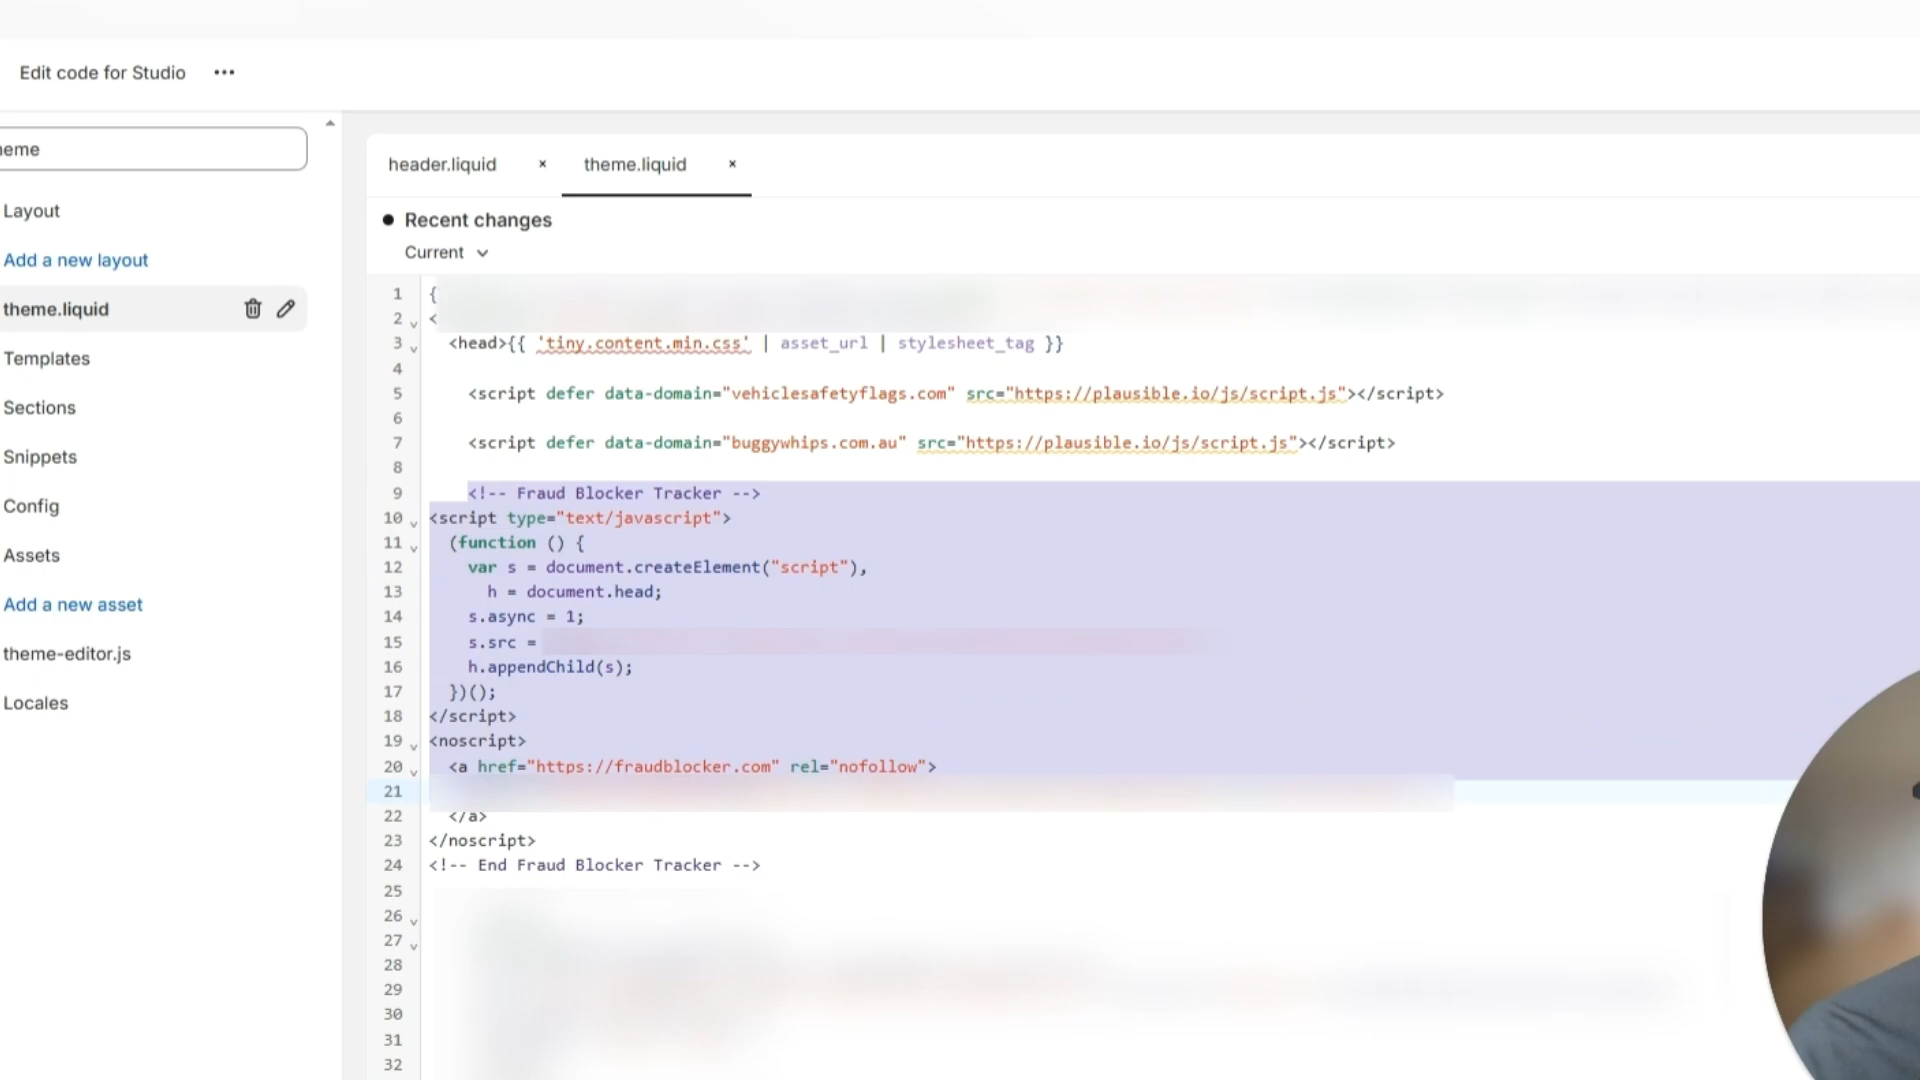 Edit code for Studio
eme
Layout
Add a new layout
theme.liquid
Templates
Sections
Snippets
Config
Assets
Add a new asset
theme-editor.js
Locales
header.liquid × theme.liquid ×
Recent changes
Current
1 {
2 <
3 <head>{{ 'tiny.content.min.css' | asset_url | stylesheet_tag }}
4
5 <script defer data-domain="vehiclesafetyflags.com" src="https://plausible.io/js/script.js"></script>
6
7 <script defer data-domain="buggywhips.com.au" src="https://plausible.io/js/script.js"></script>
8
9 <!-- Fraud Blocker Tracker -->
10 <script type="text/javascript">
11 (function () {
12 var s = document.createElement("script"),
13 h = document.head;
14 s.async = 1;
15 s.src =
16 h.appendChild(s);
17 })();
18 </script>
19 <noscript>
20 <a href="https://fraudblocker.com" rel="nofollow">
21
22 </a>
23 </noscript>
24 <!-- End Fraud Blocker Tracker -->
25
26
27
28
29
30
31
32